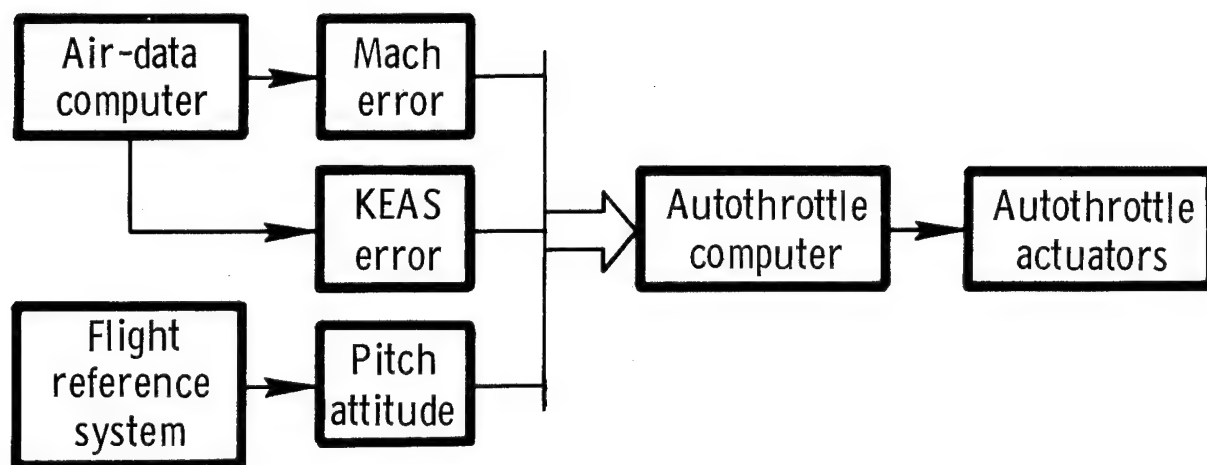 Air-data
computer
Mach
error
KEAS
error
Flight
reference
system
Pitch
attitude
Autothrottle
computer
Autothrottle
actuators